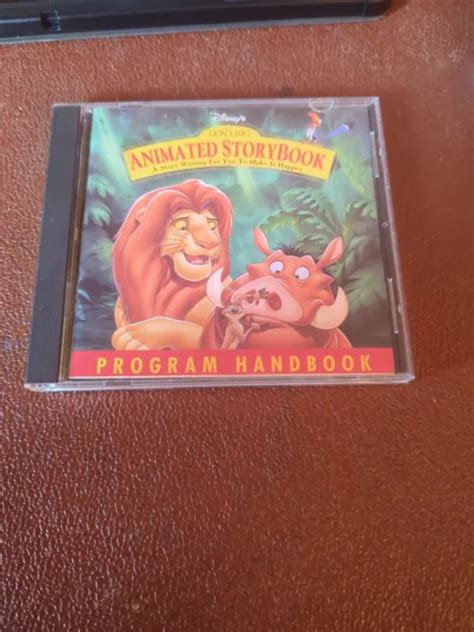 Disney's
THE LION KING
ANIMATED STORYBOOK
A Story Waiting For You To Make It Happen
PROGRAM HANDBOOK